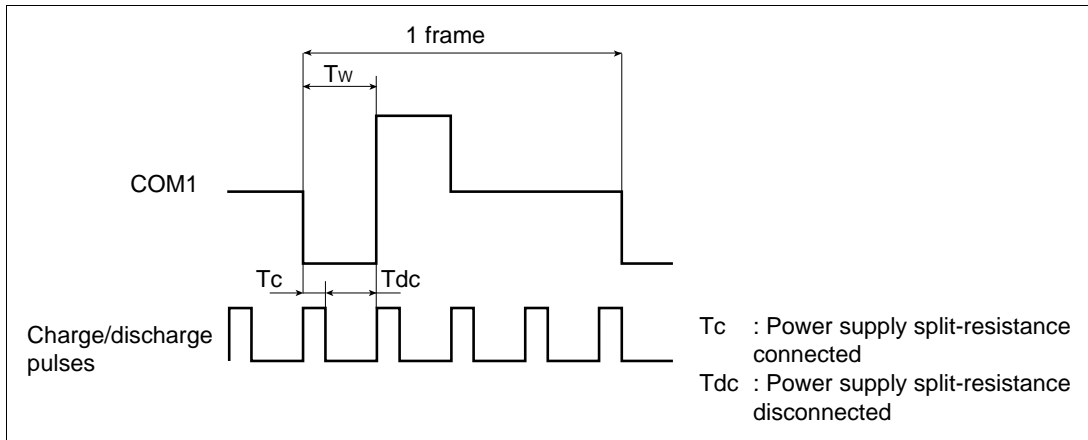 1 frame
Tw
COM1
Tc
Tdc
Charge/discharge
pulses
Tc : Power supply split-resistance
connected
Tdc : Power supply split-resistance
disconnected